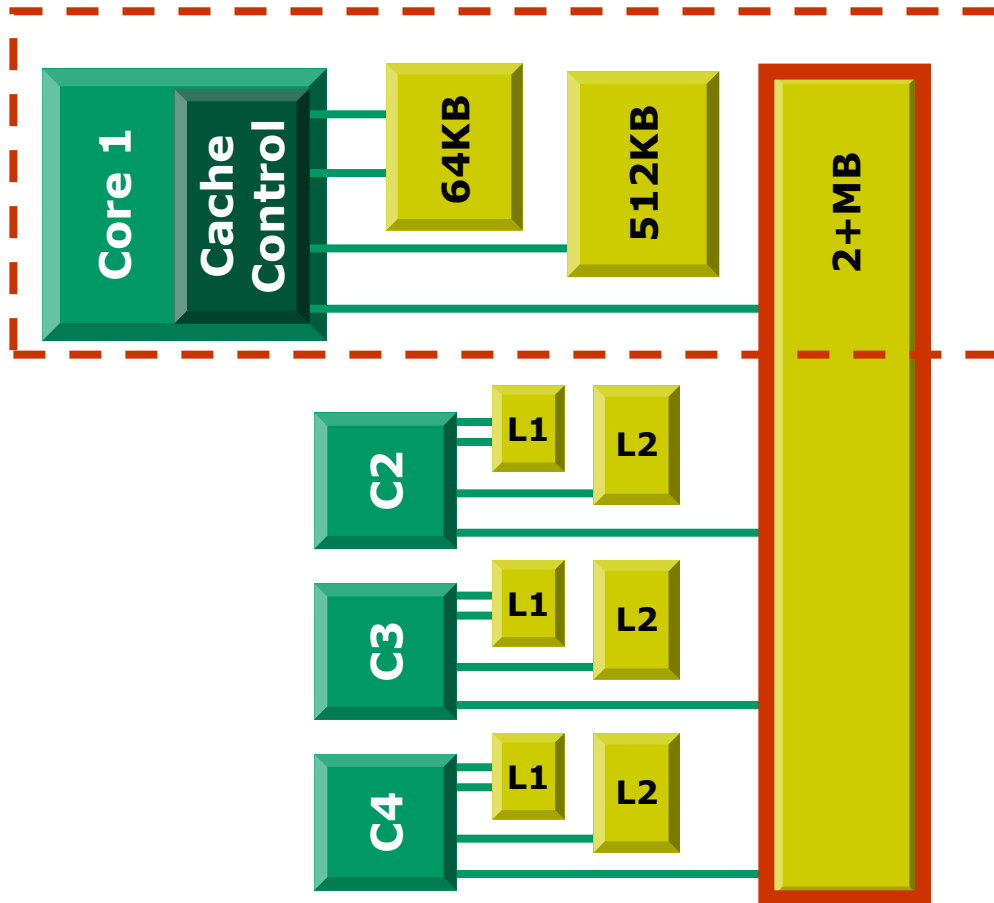 Core 1
Cache
Control
64KB
512KB
2+MB
C2
L1
L2
C3
L1
L2
C4
L1
L2